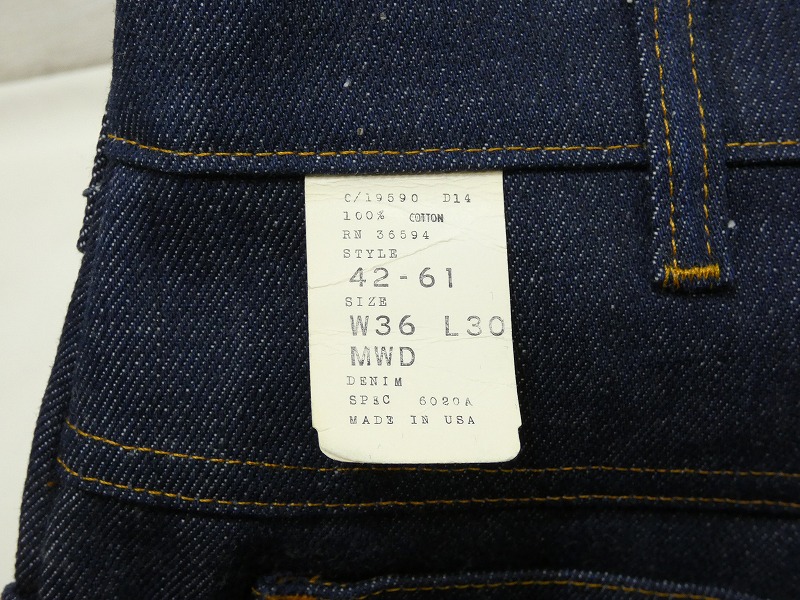 C/19590 D14
100% COTTON
RN 36594
STYLE
42-61
SIZE
W36 L30
MWD
DENIM
SPEC 6020A
MADE IN USA